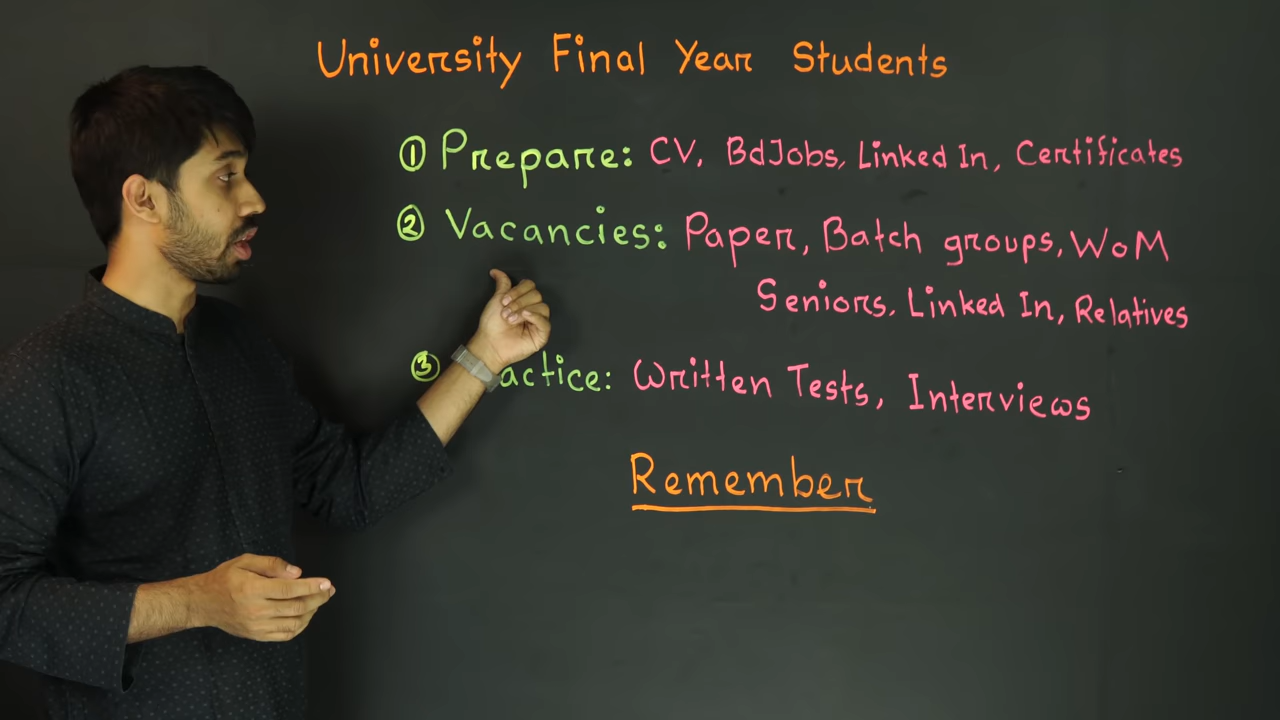 University Final Year Students
① Prepare: CV, BdJobs, Linked In, Certificates
② Vacancies: Paper, Batch groups, WoM
Seniors, Linked In, Relatives
③ actice: Written Tests, Interviews
Remember